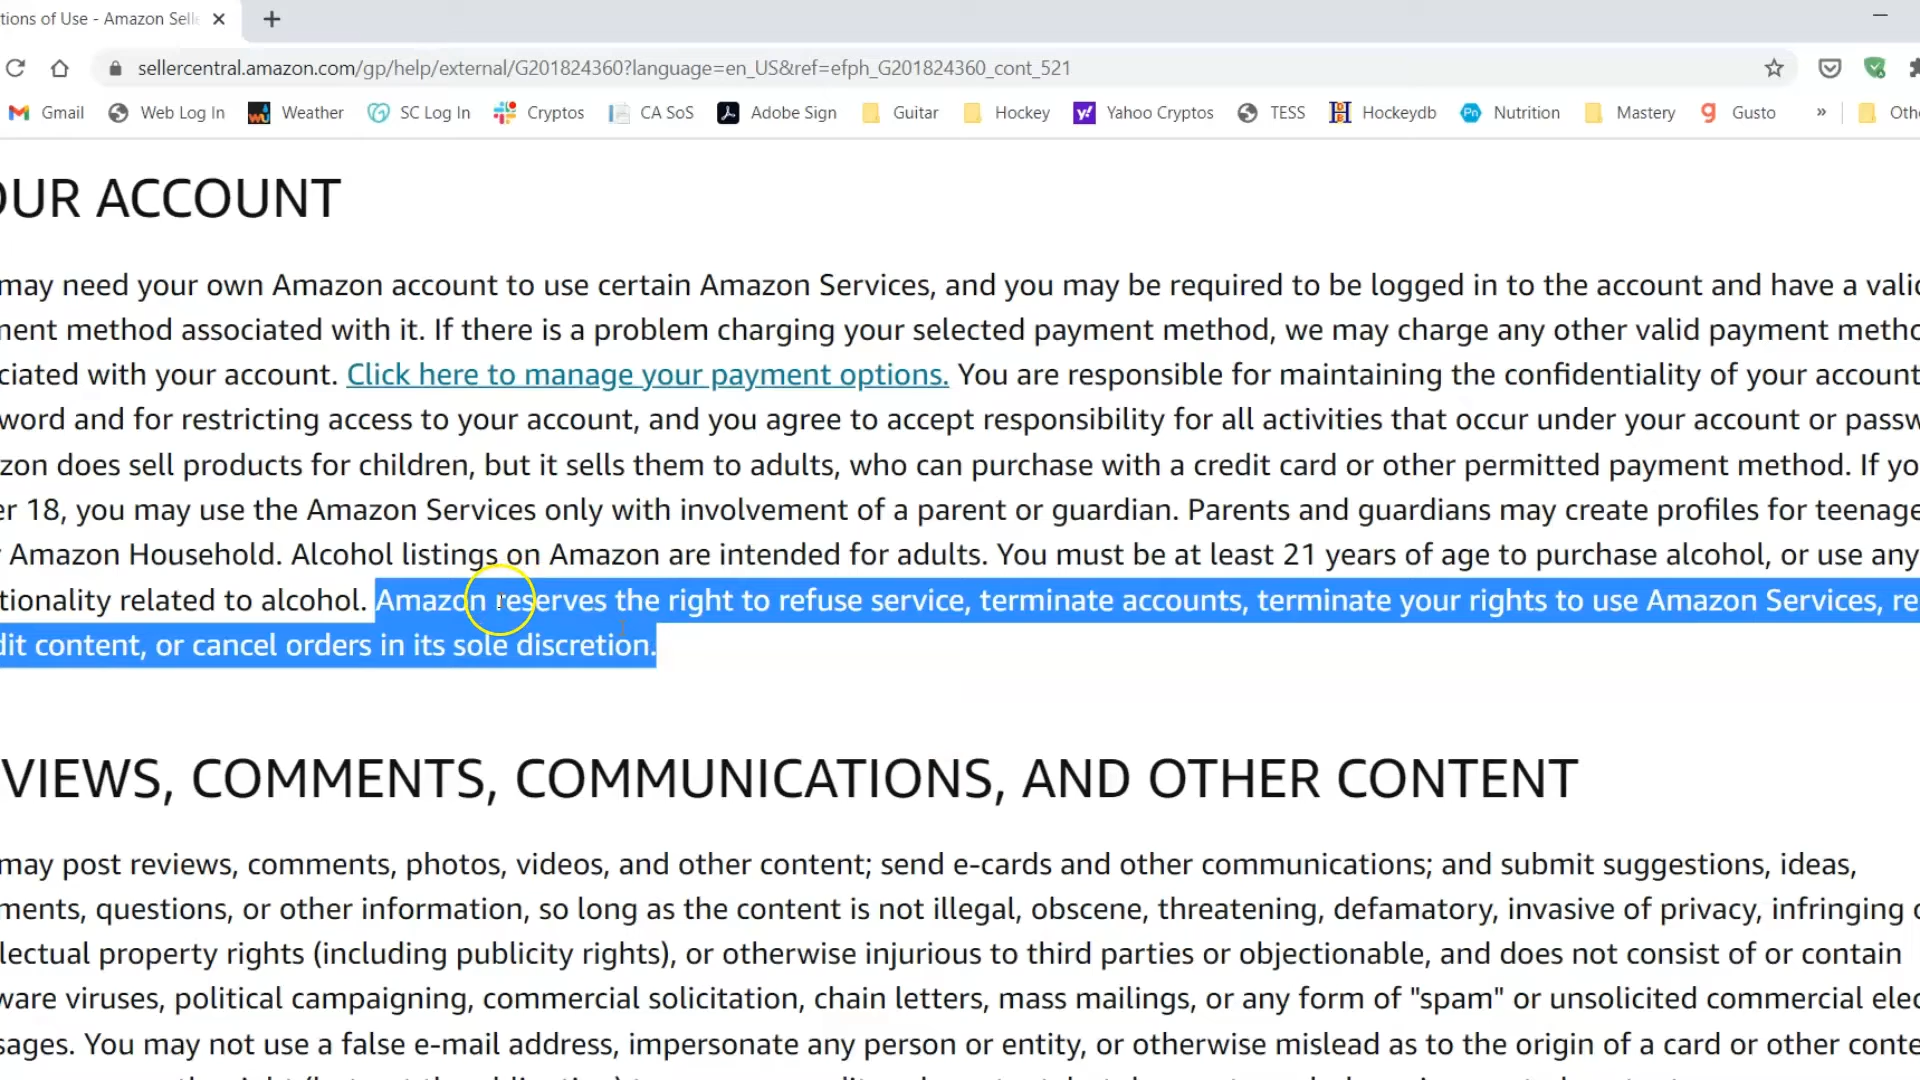 tions of Use - Amazon Selle
sellercentral.amazon.com/gp/help/external/G201824360?language=en_US&ref=efph_G201824360_cont_521
Gmail Web Log In Weather SC Log In Cryptos CA SoS Adobe Sign Guitar Hockey Yahoo Cryptos TESS Hockeydb Nutrition Mastery Gusto » Othe
OUR ACCOUNT
may need your own Amazon account to use certain Amazon Services, and you may be required to be logged in to the account and have a valid
ment method associated with it. If there is a problem charging your selected payment method, we may charge any other valid payment metho
ciated with your account. Click here to manage your payment options. You are responsible for maintaining the confidentiality of your account
word and for restricting access to your account, and you agree to accept responsibility for all activities that occur under your account or passw
zon does sell products for children, but it sells them to adults, who can purchase with a credit card or other permitted payment method. If yo
er 18, you may use the Amazon Services only with involvement of a parent or guardian. Parents and guardians may create profiles for teenage
Amazon Household. Alcohol listings on Amazon are intended for adults. You must be at least 21 years of age to purchase alcohol, or use any
tionality related to alcohol. Amazon reserves the right to refuse service, terminate accounts, terminate your rights to use Amazon Services, re
dit content, or cancel orders in its sole discretion.
VIEWS, COMMENTS, COMMUNICATIONS, AND OTHER CONTENT
may post reviews, comments, photos, videos, and other content; send e-cards and other communications; and submit suggestions, ideas,
ments, questions, or other information, so long as the content is not illegal, obscene, threatening, defamatory, invasive of privacy, infringing o
llectual property rights (including publicity rights), or otherwise injurious to third parties or objectionable, and does not consist of or contain
ware viruses, political campaigning, commercial solicitation, chain letters, mass mailings, or any form of "spam" or unsolicited commercial elec
sages. You may not use a false e-mail address, impersonate any person or entity, or otherwise mislead as to the origin of a card or other conte